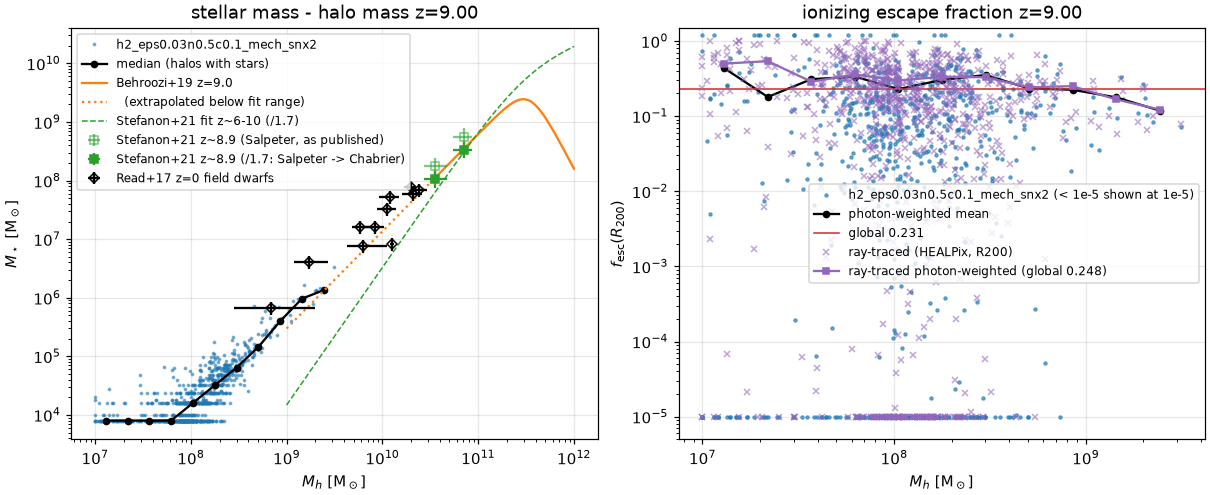 stellar mass - halo mass z=9.00
h2_eps0.03n0.5c0.1_mech_snx2
median (halos with stars)
Behroozi+19 z=9.0
(extrapolated below fit range)
Stefanon+21 fit z~6-10 (/1.7)
Stefanon+21 z~8.9 (Salpeter, as published)
Stefanon+21 z~8.9 (/1.7: Salpeter -> Chabrier)
Read+17 z=0 field dwarfs
10¹⁰
10⁹
10⁸
10⁷
10⁶
10⁵
10⁴
M⋆ [M⊙]
10⁷ 10⁸ 10⁹ 10¹⁰ 10¹¹ 10¹²
Mₕ [M⊙]
ionizing escape fraction z=9.00
h2_eps0.03n0.5c0.1_mech_snx2 (< 1e-5 shown at 1e-5)
photon-weighted mean
global 0.231
ray-traced (HEALPix, R200)
ray-traced photon-weighted (global 0.248)
10⁰
10⁻¹
10⁻²
10⁻³
10⁻⁴
10⁻⁵
fesc(R200)
10⁷ 10⁸ 10⁹
Mₕ [M⊙]